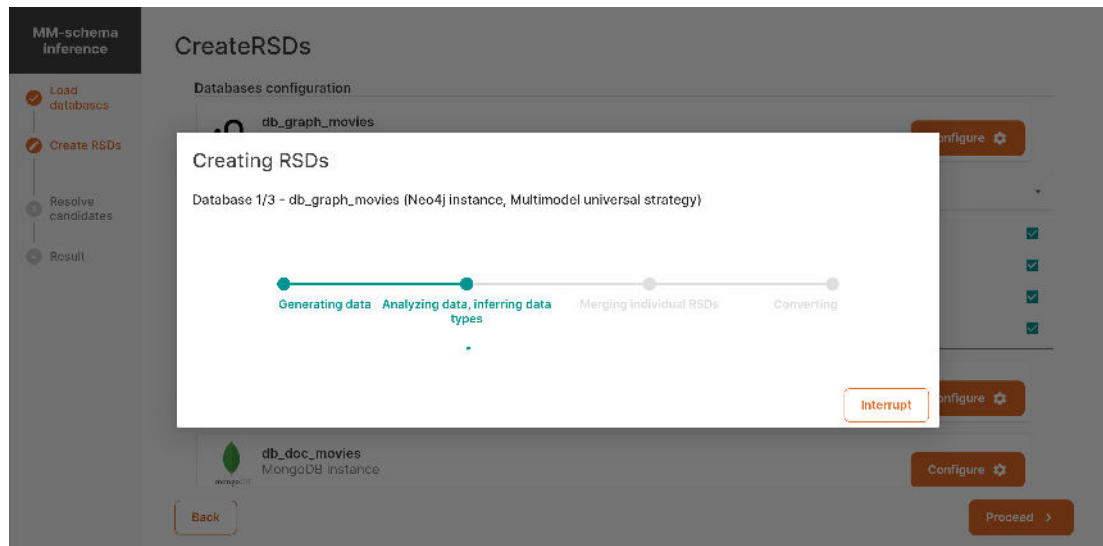 MM-schema
inference
Load
databases
Create RSDs
Resolve
candidates
Result
CreateRSDs
Databases configuration
db_graph_movies
Configure
Creating RSDs
Database 1/3 - db_graph_movies (Neo4j instance, Multimodel universal strategy)
Generating data
Analyzing data, inferring data
types
Merging individual RSDs
Converting
Interrupt
onfigure
db_doc_movies
MongoDB instance
mongoDB
Configure
Back
Proceed >